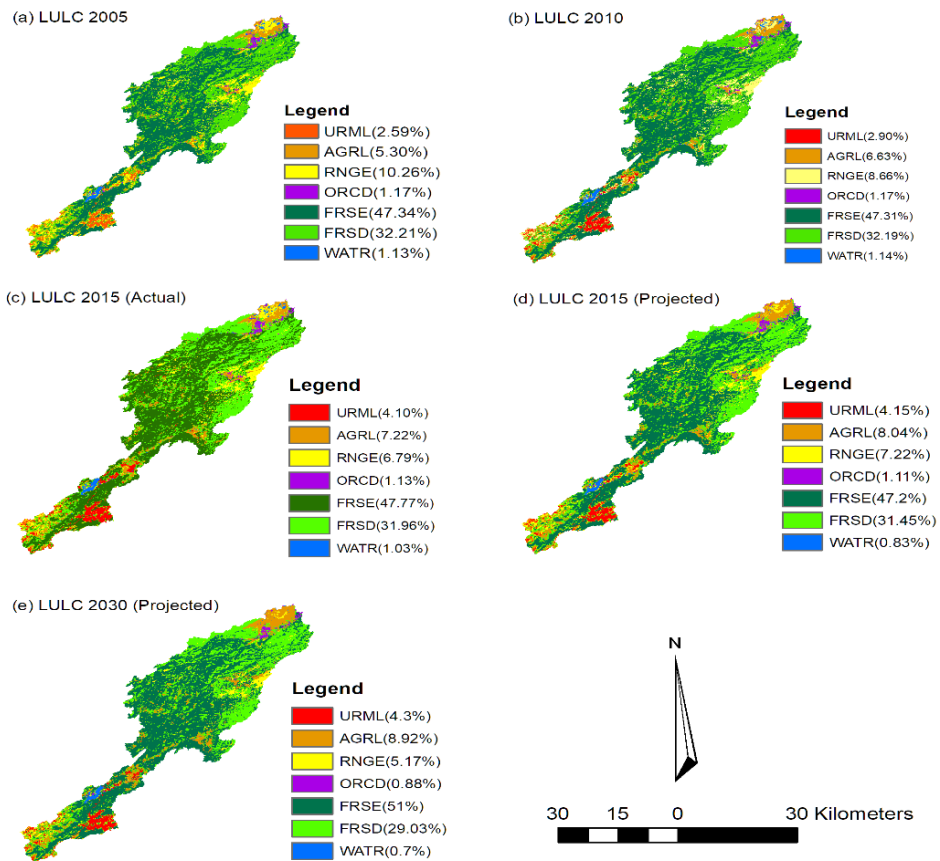 (a) LULC 2005
Legend
URML(2.59%)
AGRL(5.30%)
RNGE(10.26%)
ORCD(1.17%)
FRSE(47.34%)
FRSD(32.21%)
WATR(1.13%)
(b) LULC 2010
Legend
URML(2.90%)
AGRL(6.63%)
RNGE(8.66%)
ORCD(1.17%)
FRSE(47.31%)
FRSD(32.19%)
WATR(1.14%)
(c) LULC 2015 (Actual)
Legend
URML(4.10%)
AGRL(7.22%)
RNGE(6.79%)
ORCD(1.13%)
FRSE(47.77%)
FRSD(31.96%)
WATR(1.03%)
(d) LULC 2015 (Projected)
Legend
URML(4.15%)
AGRL(8.04%)
RNGE(7.22%)
ORCD(1.11%)
FRSE(47.2%)
FRSD(31.45%)
WATR(0.83%)
(e) LULC 2030 (Projected)
Legend
URML(4.3%)
AGRL(8.92%)
RNGE(5.17%)
ORCD(0.88%)
FRSE(51%)
FRSD(29.03%)
WATR(0.7%)
N
30 15 0 30 Kilometers